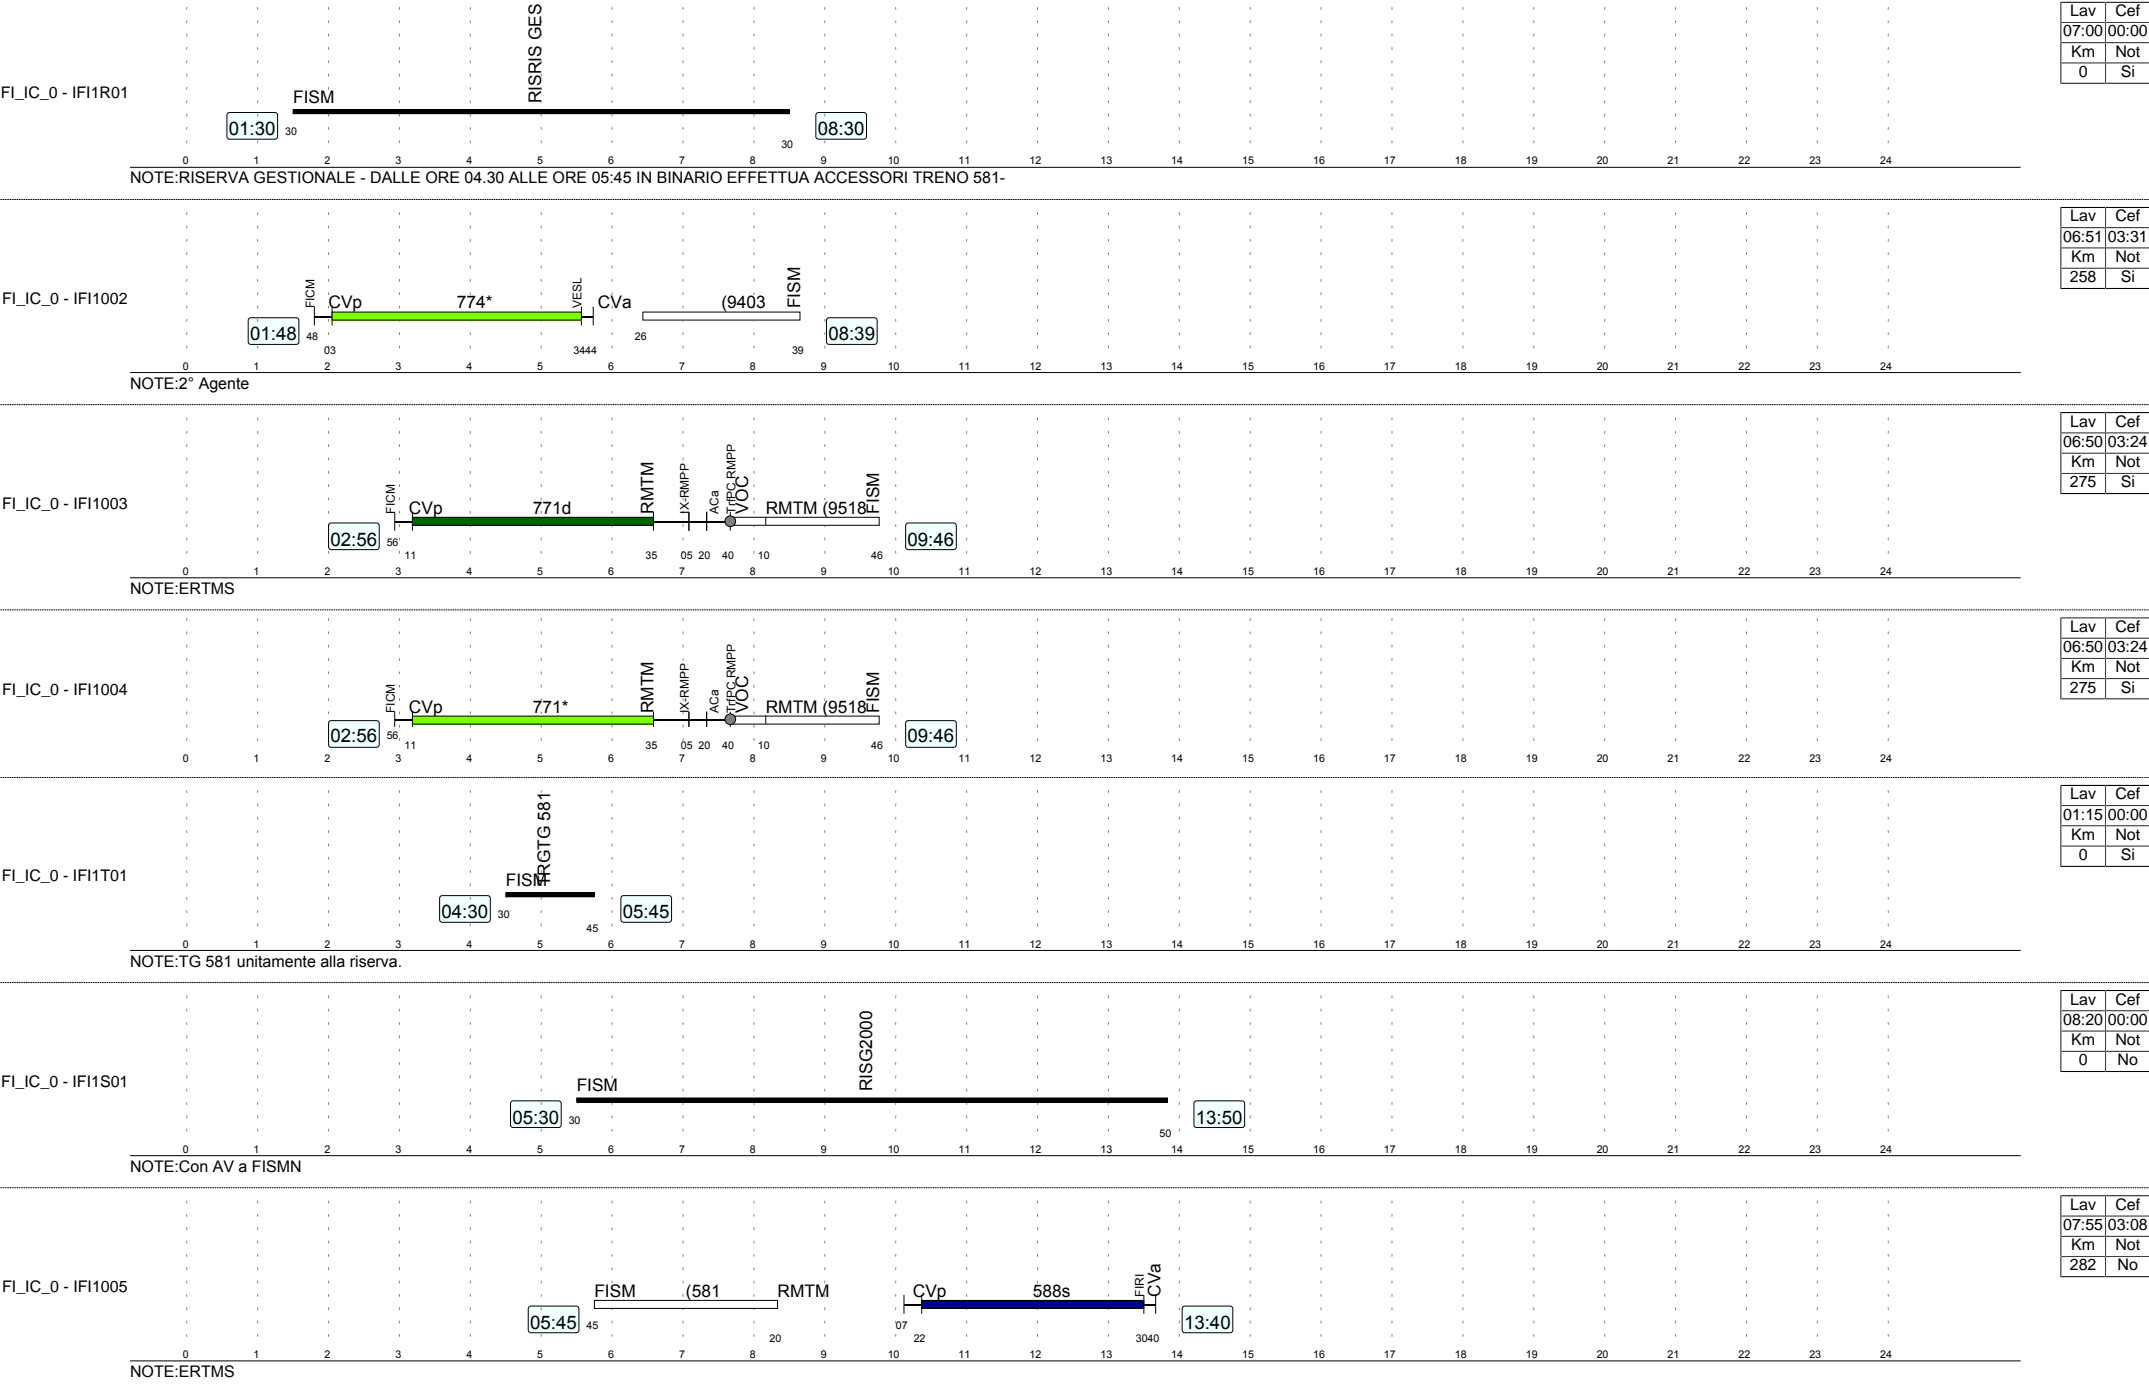 RISRIS GES
FI_IC_0 - IFI1R01
FISM
01:30
30
30
08:30
0 1 2 3 4 5 6 7 8 9 10 11 12 13 14 15 16 17 18 19 20 21 22 23 24
NOTE:RISERVA GESTIONALE - DALLE ORE 04.30 ALLE ORE 05:45 IN BINARIO EFFETTUA ACCESSORI TRENO 581-
Lav Cef
07:00 00:00
Km Not
0 Si
FI_IC_0 - IFI1002
FICM
CVp
774*
VESL
CVa
(9403
FISM
01:48
48
03
3444
26
39
08:39
0 1 2 3 4 5 6 7 8 9 10 11 12 13 14 15 16 17 18 19 20 21 22 23 24
NOTE:2° Agente
Lav Cef
06:51 03:31
Km Not
258 Si
FI_IC_0 - IFI1003
FICM
CVp
771d
RMTM
IX-RMPP
ACa
TrfPC RMPP
VOC
RMTM (9518
FISM
02:56
56
11
35
05 20 40 10
46
09:46
0 1 2 3 4 5 6 7 8 9 10 11 12 13 14 15 16 17 18 19 20 21 22 23 24
NOTE:ERTMS
Lav Cef
06:50 03:24
Km Not
275 Si
FI_IC_0 - IFI1004
FICM
CVp
771*
RMTM
IX-RMPP
ACa
TrfPC RMPP
VOC
RMTM (9518
FISM
02:56
56
11
35
05 20 40 10
46
09:46
0 1 2 3 4 5 6 7 8 9 10 11 12 13 14 15 16 17 18 19 20 21 22 23 24
Lav Cef
06:50 03:24
Km Not
275 Si
FI_IC_0 - IFI1T01
FISM
TRGTG 581
04:30
30
45
05:45
0 1 2 3 4 5 6 7 8 9 10 11 12 13 14 15 16 17 18 19 20 21 22 23 24
NOTE:TG 581 unitamente alla riserva.
Lav Cef
01:15 00:00
Km Not
0 Si
FI_IC_0 - IFI1S01
FISM
RISG2000
05:30
30
50
13:50
0 1 2 3 4 5 6 7 8 9 10 11 12 13 14 15 16 17 18 19 20 21 22 23 24
NOTE:Con AV a FISMN
Lav Cef
08:20 00:00
Km Not
0 No
FI_IC_0 - IFI1005
FISM
(581
RMTM
CVp
588s
FIRI
CVa
05:45
45
20
07
22
3040
13:40
0 1 2 3 4 5 6 7 8 9 10 11 12 13 14 15 16 17 18 19 20 21 22 23 24
NOTE:ERTMS
Lav Cef
07:55 03:08
Km Not
282 No